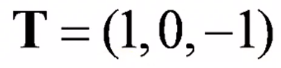 T = (1, 0, −1)